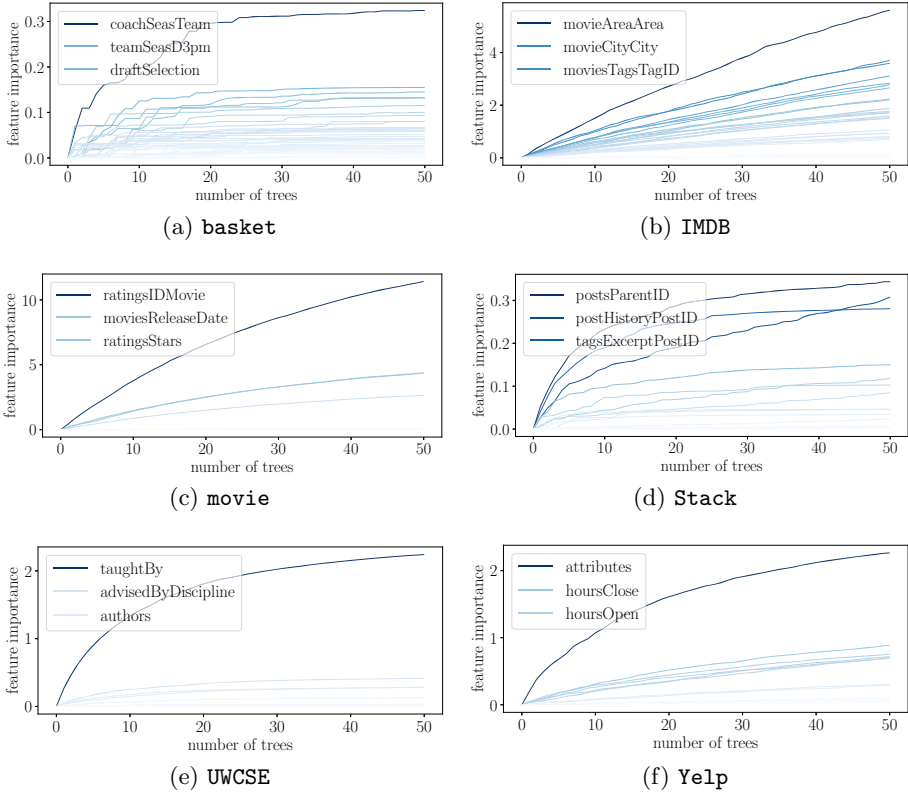 feature importance
0.3
0.2
0.1
0.0
coachSeasTeam
teamSeasD3pm
draftSelection
0 10 20 30 40 50
number of trees
(a) basket
feature importance
4
2
0
movieAreaArea
movieCityCity
moviesTagsTagID
0 10 20 30 40 50
number of trees
(b) IMDB
feature importance
10
5
0
ratingsIDMovie
moviesReleaseDate
ratingsStars
0 10 20 30 40 50
number of trees
(c) movie
feature importance
0.3
0.2
0.1
0.0
postsParentID
postHistoryPostID
tagsExcerptPostID
0 10 20 30 40 50
number of trees
(d) Stack
feature importance
2
1
0
taughtBy
advisedByDiscipline
authors
0 10 20 30 40 50
number of trees
(e) UWCSE
feature importance
2
1
0
attributes
hoursClose
hoursOpen
0 10 20 30 40 50
number of trees
(f) Yelp